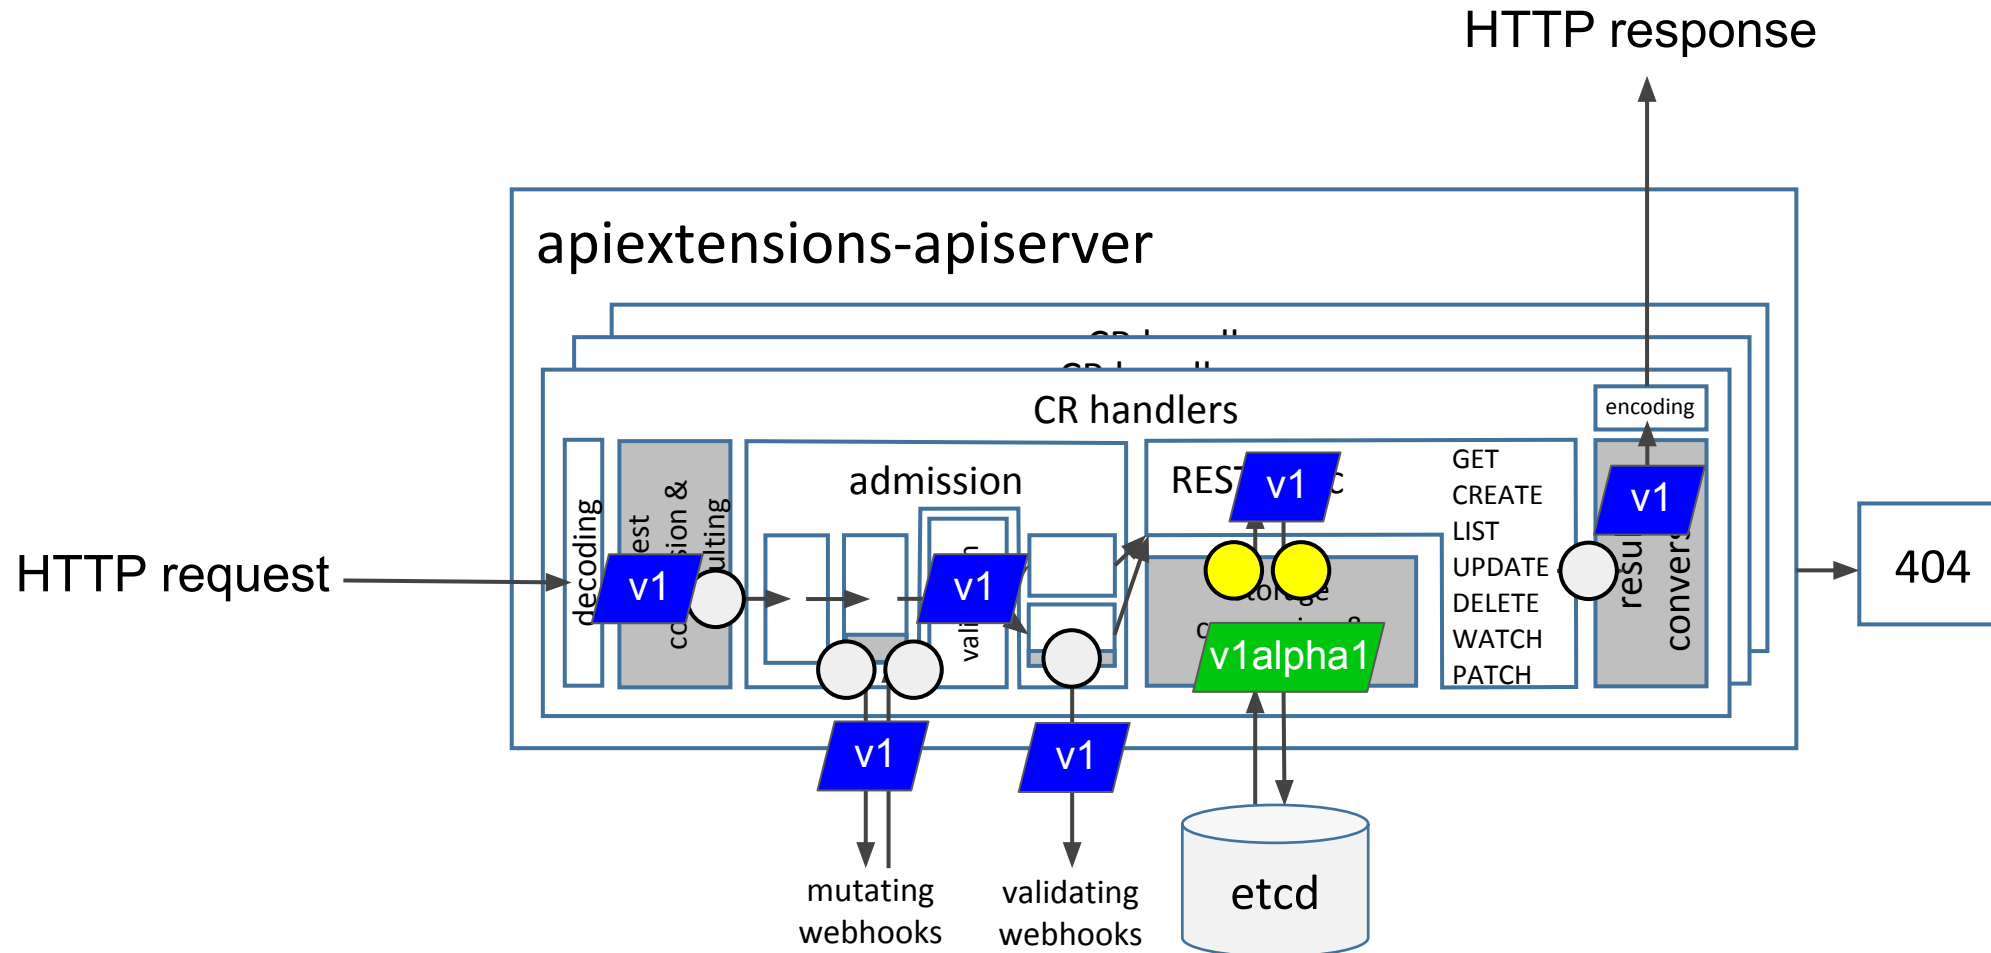 HTTP response
apiextensions-apiserver
CR handlers
encoding
decoding
admission
v1
v1
v1
v1
GET
CREATE
LIST
UPDATE
DELETE
WATCH
PATCH
HTTP request
404
v1alpha1
v1
v1
etcd
mutating
webhooks
validating
webhooks